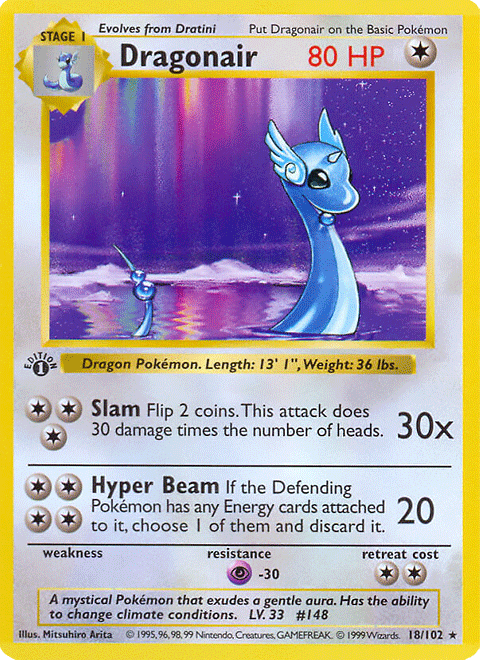 Evolves from Dratini Put Dragonair on the Basic Pokémon
STAGE 1
Dragonair 80 HP
EDITION
1
Dragon Pokémon. Length: 13' 1", Weight: 36 lbs.
Slam Flip 2 coins. This attack does
30 damage times the number of heads. 30x
Hyper Beam If the Defending
Pokémon has any Energy cards attached
to it, choose 1 of them and discard it. 20
weakness resistance retreat cost
-30
A mystical Pokémon that exudes a gentle aura. Has the ability
to change climate conditions. LV. 33 #148
Illus. Mitsuhiro Arita © 1995, 96, 98, 99 Nintendo, Creatures, GAMEFREAK. © 1999 Wizards. 18/102 ★